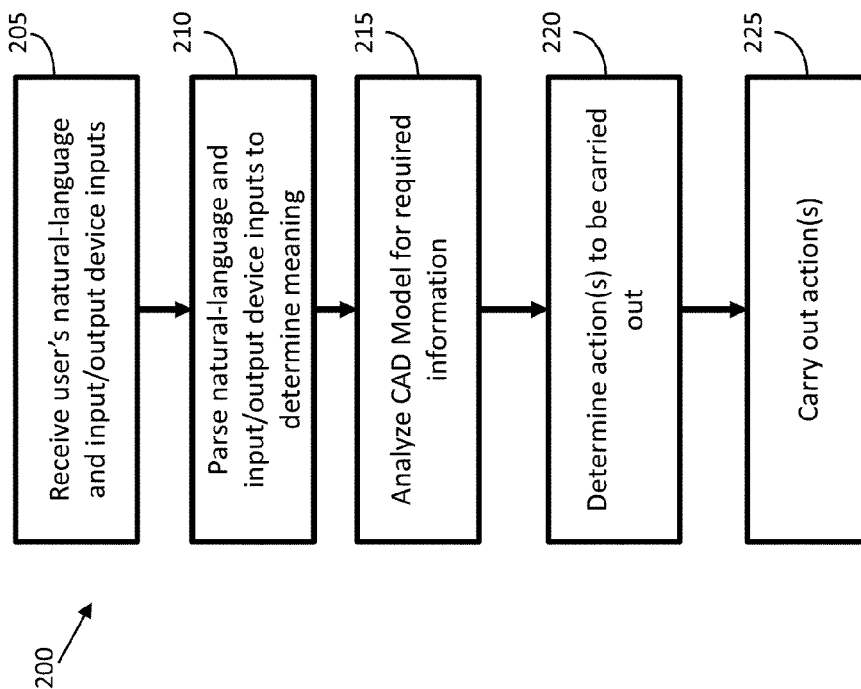 200
205
Receive user's natural-language
and input/output device inputs
210
Parse natural-language and
input/output device inputs to
determine meaning
215
Analyze CAD Model for required
information
220
Determine action(s) to be carried
out
225
Carry out action(s)